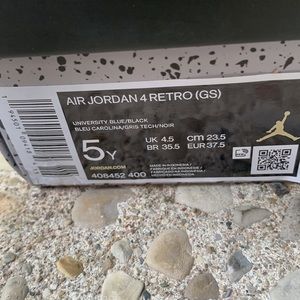 AIR JORDAN 4 RETRO (GS)
UNIVERSITY BLUE/BLACK
BLEU CAROLINA/GRIS TECH/NOIR
5Y
UK 4.5 CM 23.5
BR 35.5 EUR 37.5
JORDAN.COM
408452 400
MADE IN INDONESIA /